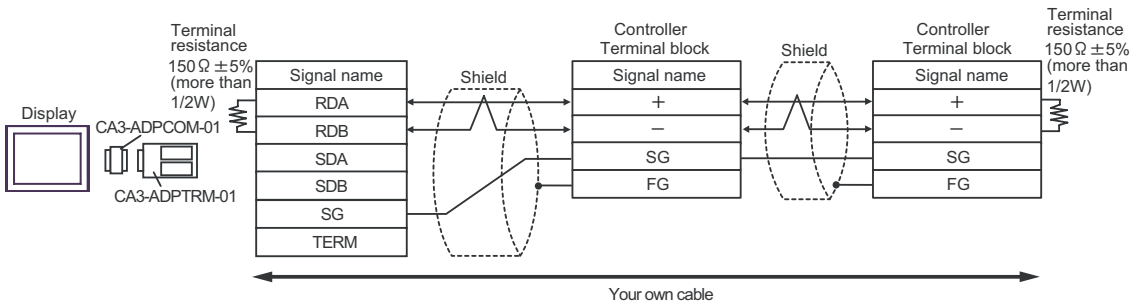 Terminal
resistance
150Ω ±5%
(more than
1/2W)
Display
CA3-ADPCOM-01
CA3-ADPTRM-01
Signal name
RDA
RDB
SDA
SDB
SG
TERM
Shield
Controller
Terminal block
Signal name
+
−
SG
FG
Shield
Controller
Terminal block
Signal name
+
−
SG
FG
Terminal
resistance
150Ω ±5%
(more than
1/2W)
Your own cable